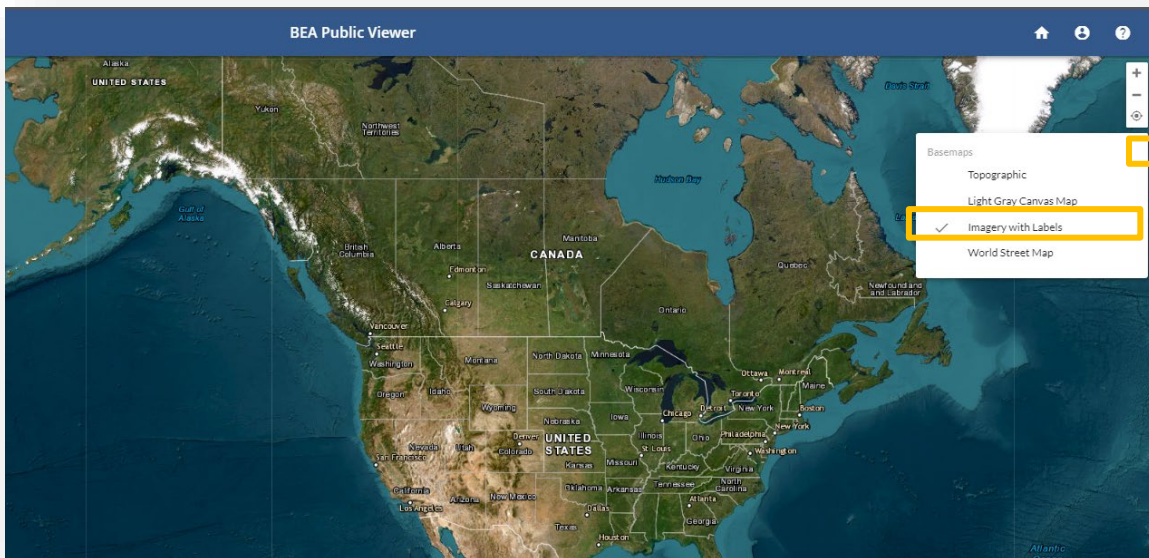 BEA Public Viewer
Alaska
UNITED STATES
Davis Strait
Yukon
Northwest
Territories
Basemaps
Topographic
Light Gray Canvas Map
Imagery with Labels
World Street Map
Hudson Bay
Gulf of
Alaska
British
Columbia
Alberta
Manitoba
CANADA
Edmonton
Saskatchewan
Quebec
Newfoundland
and Labrador
Calgary
Ontario
Vancouver
Seattle
Washington
Montana
North Dakota
Minnesota
Ottawa
Montreal
Maine
Oregon
Idaho
South Dakota
Wisconsin
Toronto
Wyoming
Chicago
Detroit
New York
Boston
Nebraska
Iowa
New York
Nevada
Utah
Denver
Colorado
UNITED
STATES
Illinois
Ohio
Philadelphia
San Francisco
Kansas
Missouri
St Louis
Kentucky
Virginia
Washington
California
Arizona
New Mexico
Oklahoma
Arkansas
Tennessee
North
Carolina
Los Angeles
Dallas
Atlanta
Texas
Georgia
Houston
Atlantic